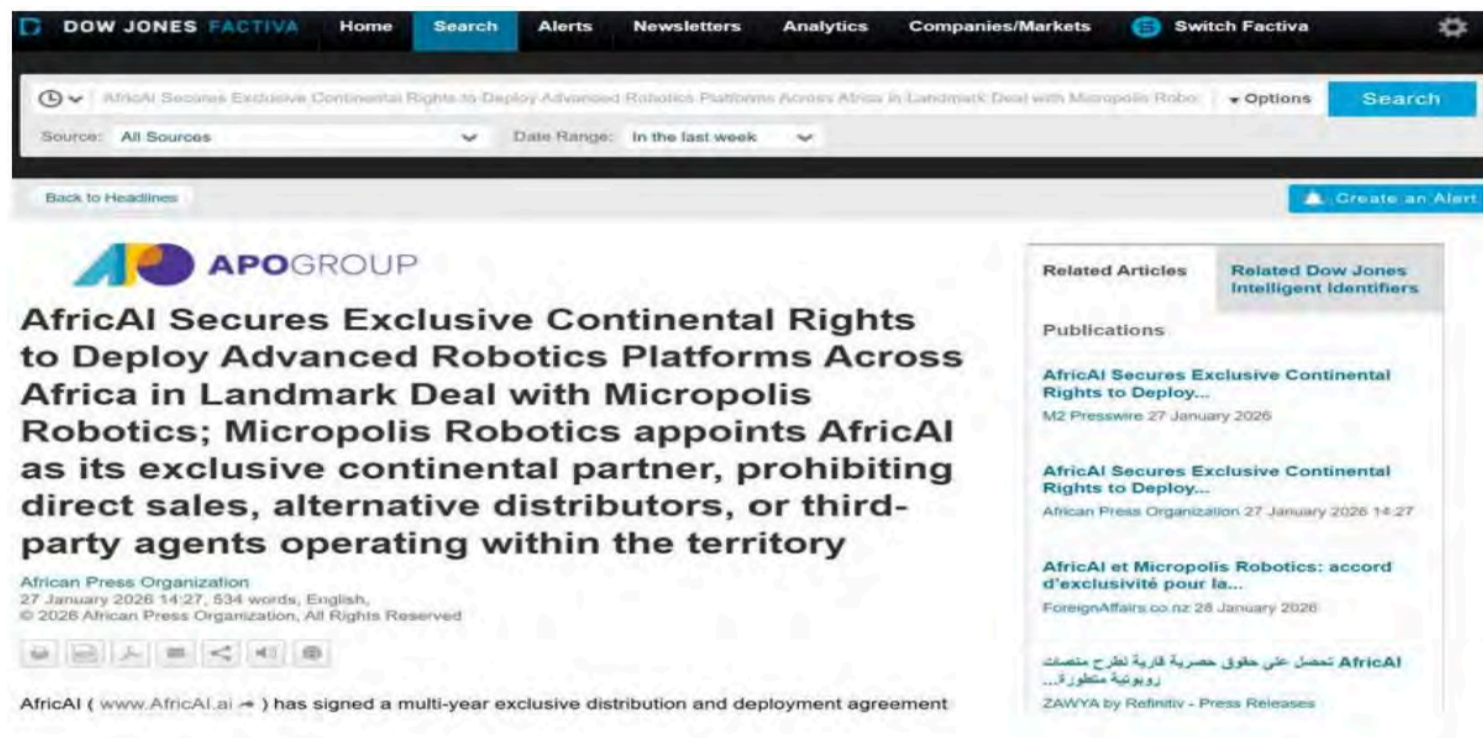 DOW JONES FACTIVA Home Search Alerts Newsletters Analytics Companies/Markets Switch Factiva
AfricAI Secures Exclusive Continental Rights to Deploy Advanced Robotics Platforms Across Africa in Landmark Deal with Micropolis Robo Options Search
Source: All Sources Date Range: In the last week
Back to Headlines Create an Alert
APOGROUP
AfricAI Secures Exclusive Continental Rights
to Deploy Advanced Robotics Platforms Across
Africa in Landmark Deal with Micropolis
Robotics; Micropolis Robotics appoints AfricAI
as its exclusive continental partner, prohibiting
direct sales, alternative distributors, or third-
party agents operating within the territory
African Press Organization
27 January 2026 14:27, 534 words, English,
© 2026 African Press Organization, All Rights Reserved
AfricAI ( www.AfricAI.ai ) has signed a multi-year exclusive distribution and deployment agreement
Related Articles
Related Dow Jones
Intelligent Identifiers
Publications
AfricAI Secures Exclusive Continental
Rights to Deploy...
M2 Presswire 27 January 2026
AfricAI Secures Exclusive Continental
Rights to Deploy...
African Press Organization 27 January 2026 14:27
AfricAI et Micropolis Robotics: accord
d'exclusivité pour la...
ForeignAffairs.co.nz 28 January 2026
AfricAI تحصل على حقوق حصرية قارية لطرح منصات
روبوتية متطورة...
ZAWYA by Refinitiv - Press Releases